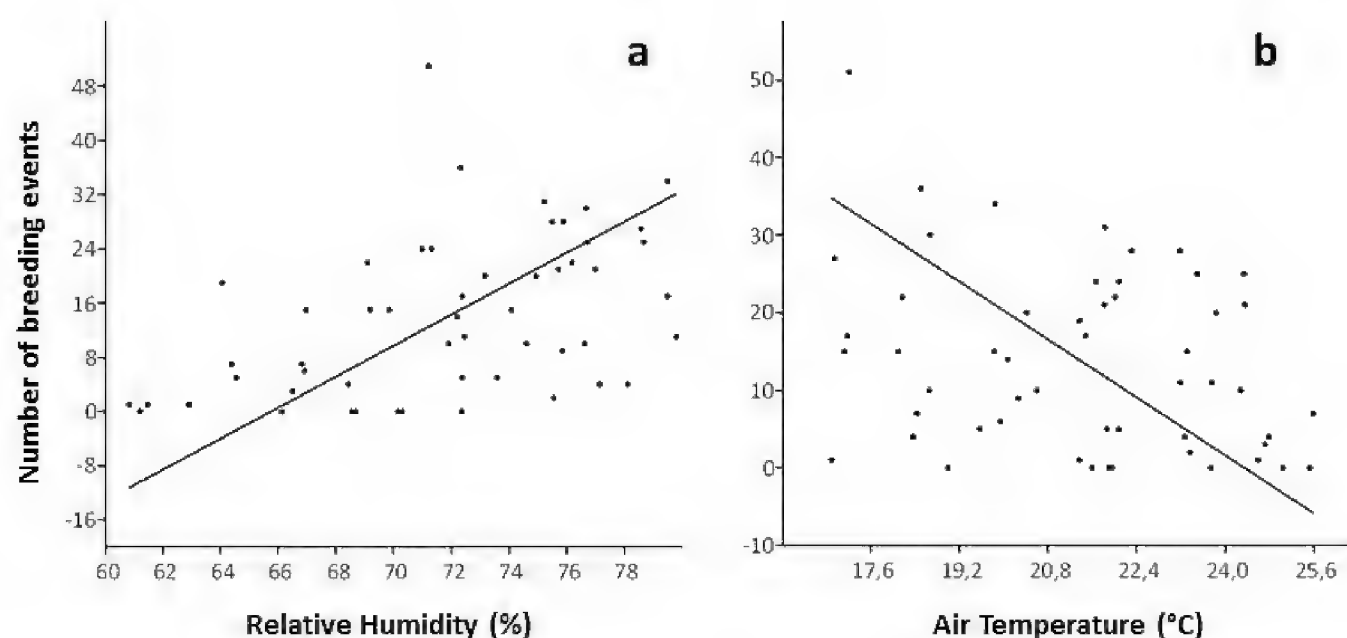 a
b
Number of breeding events
48
40
32
24
16
8
0
-8
-16
60 62 64 66 68 70 72 74 76 78
Relative Humidity (%)
50
40
30
20
10
0
-10
17,6 19,2 20,8 22,4 24,0 25,6
Air Temperature (°C)